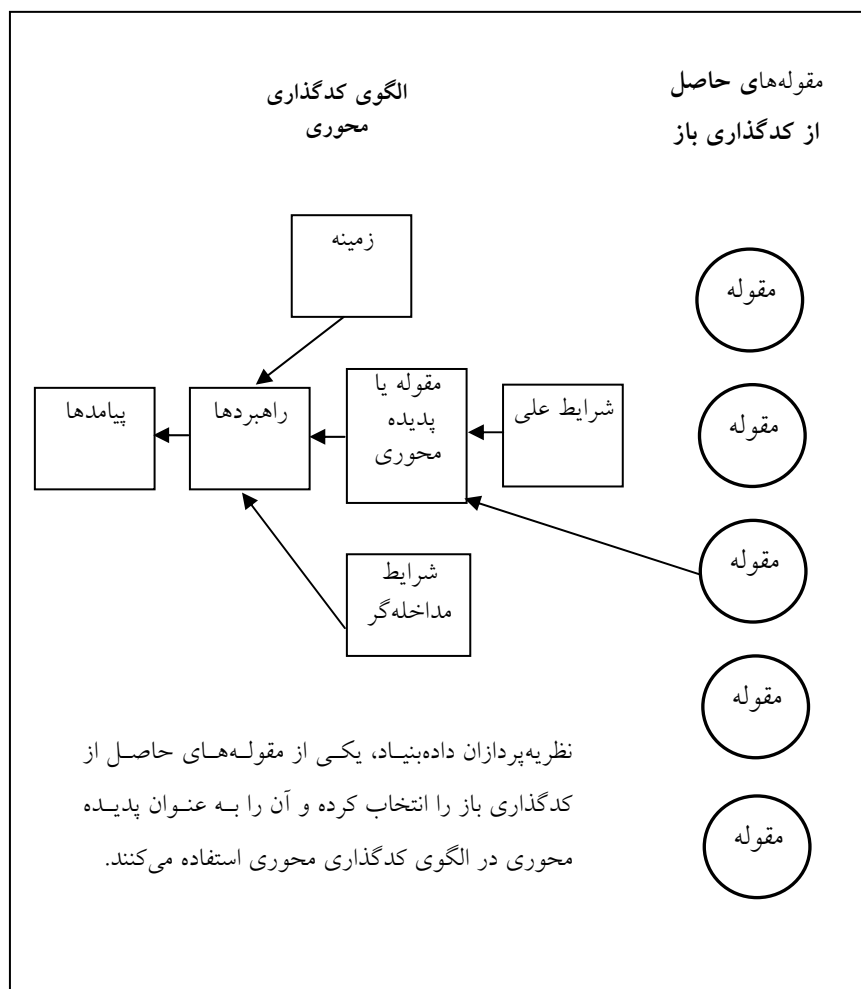 مقوله‌های حاصل
از کدگذاری باز
الگوی کدگذاری
محوری
زمینه
مقوله
مقوله
مقوله
مقوله
مقوله
شرایط علی
مقوله یا
پدیده
محوری
راهبردها
پیامدها
شرایط
مداخله‌گر
نظریه‌پردازان داده‌بنیاد، یکی از مقوله‌های حاصل از
کدگذاری باز را انتخاب کرده و آن را به عنوان پدیده
محوری در الگوی کدگذاری محوری استفاده می‌کنند.